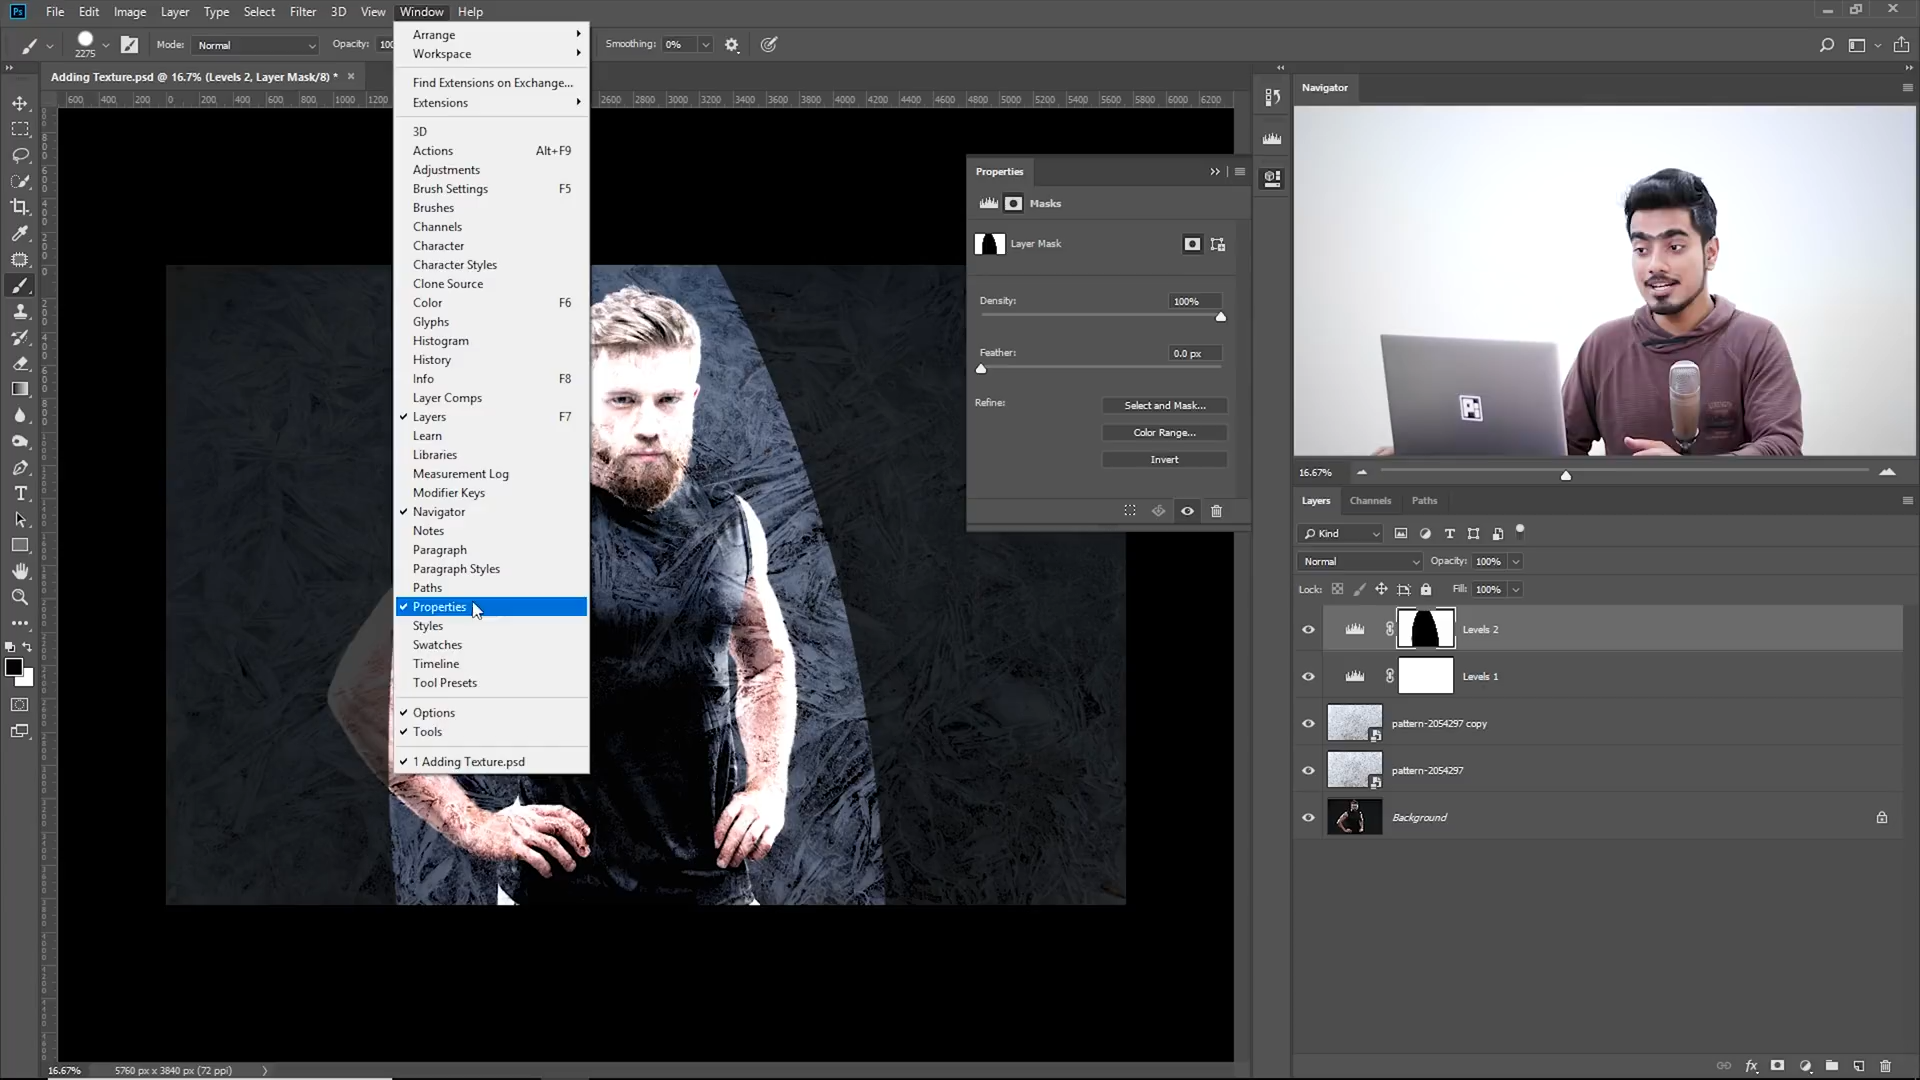 Ps File Edit Image Layer Type Select Filter 3D View Window Help
2275 Mode: Normal Opacity: 100 Smoothing: 0%
Adding Texture.psd @ 16.7% (Levels 2, Layer Mask/8) *
600 400 200 0 200 400 600 800 1000 1200 2600 2800 3000 3200 3400 3600 3800 4000 4200 4400 4600 4800 5000 5200 5400 5600 5800 6000 6200
Arrange
Workspace
Find Extensions on Exchange...
Extensions
3D
Actions Alt+F9
Adjustments
Brush Settings F5
Brushes
Channels
Character
Character Styles
Clone Source
Color F6
Glyphs
Histogram
History
Info F8
Layer Comps
Layers F7
Learn
Libraries
Measurement Log
Modifier Keys
Navigator
Notes
Paragraph
Paragraph Styles
Paths
Properties
Styles
Swatches
Timeline
Tool Presets
Options
Tools
1 Adding Texture.psd
Properties
Masks
Layer Mask
Density: 100%
Feather: 0.0 px
Refine: Select and Mask...
Color Range...
Invert
Navigator
16.67%
Layers Channels Paths
Kind
Normal Opacity: 100%
Lock: Fill: 100%
Levels 2
Levels 1
pattern-2054297 copy
pattern-2054297
Background
fx
16.67% 5760 px x 3840 px (72 ppi)